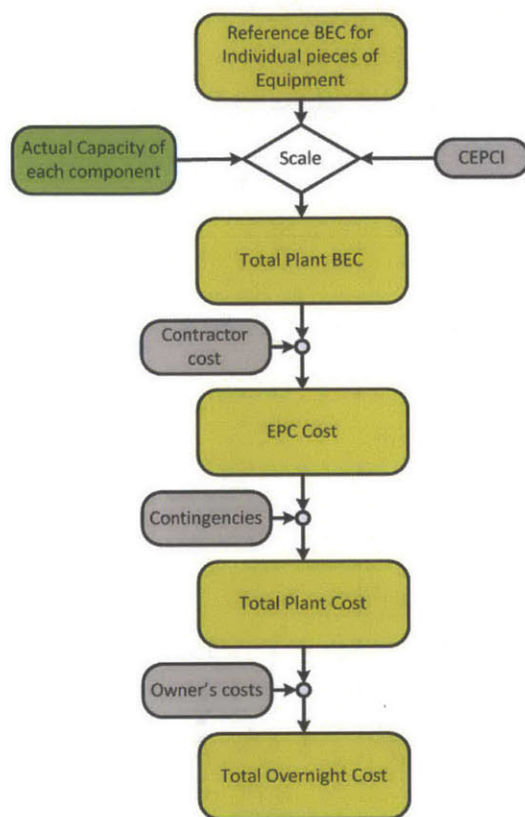 Reference BEC for
Individual pieces of
Equipment
Actual Capacity of
each component
Scale
CEPCI
Total Plant BEC
Contractor
cost
EPC Cost
Contingencies
Total Plant Cost
Owner's costs
Total Overnight Cost